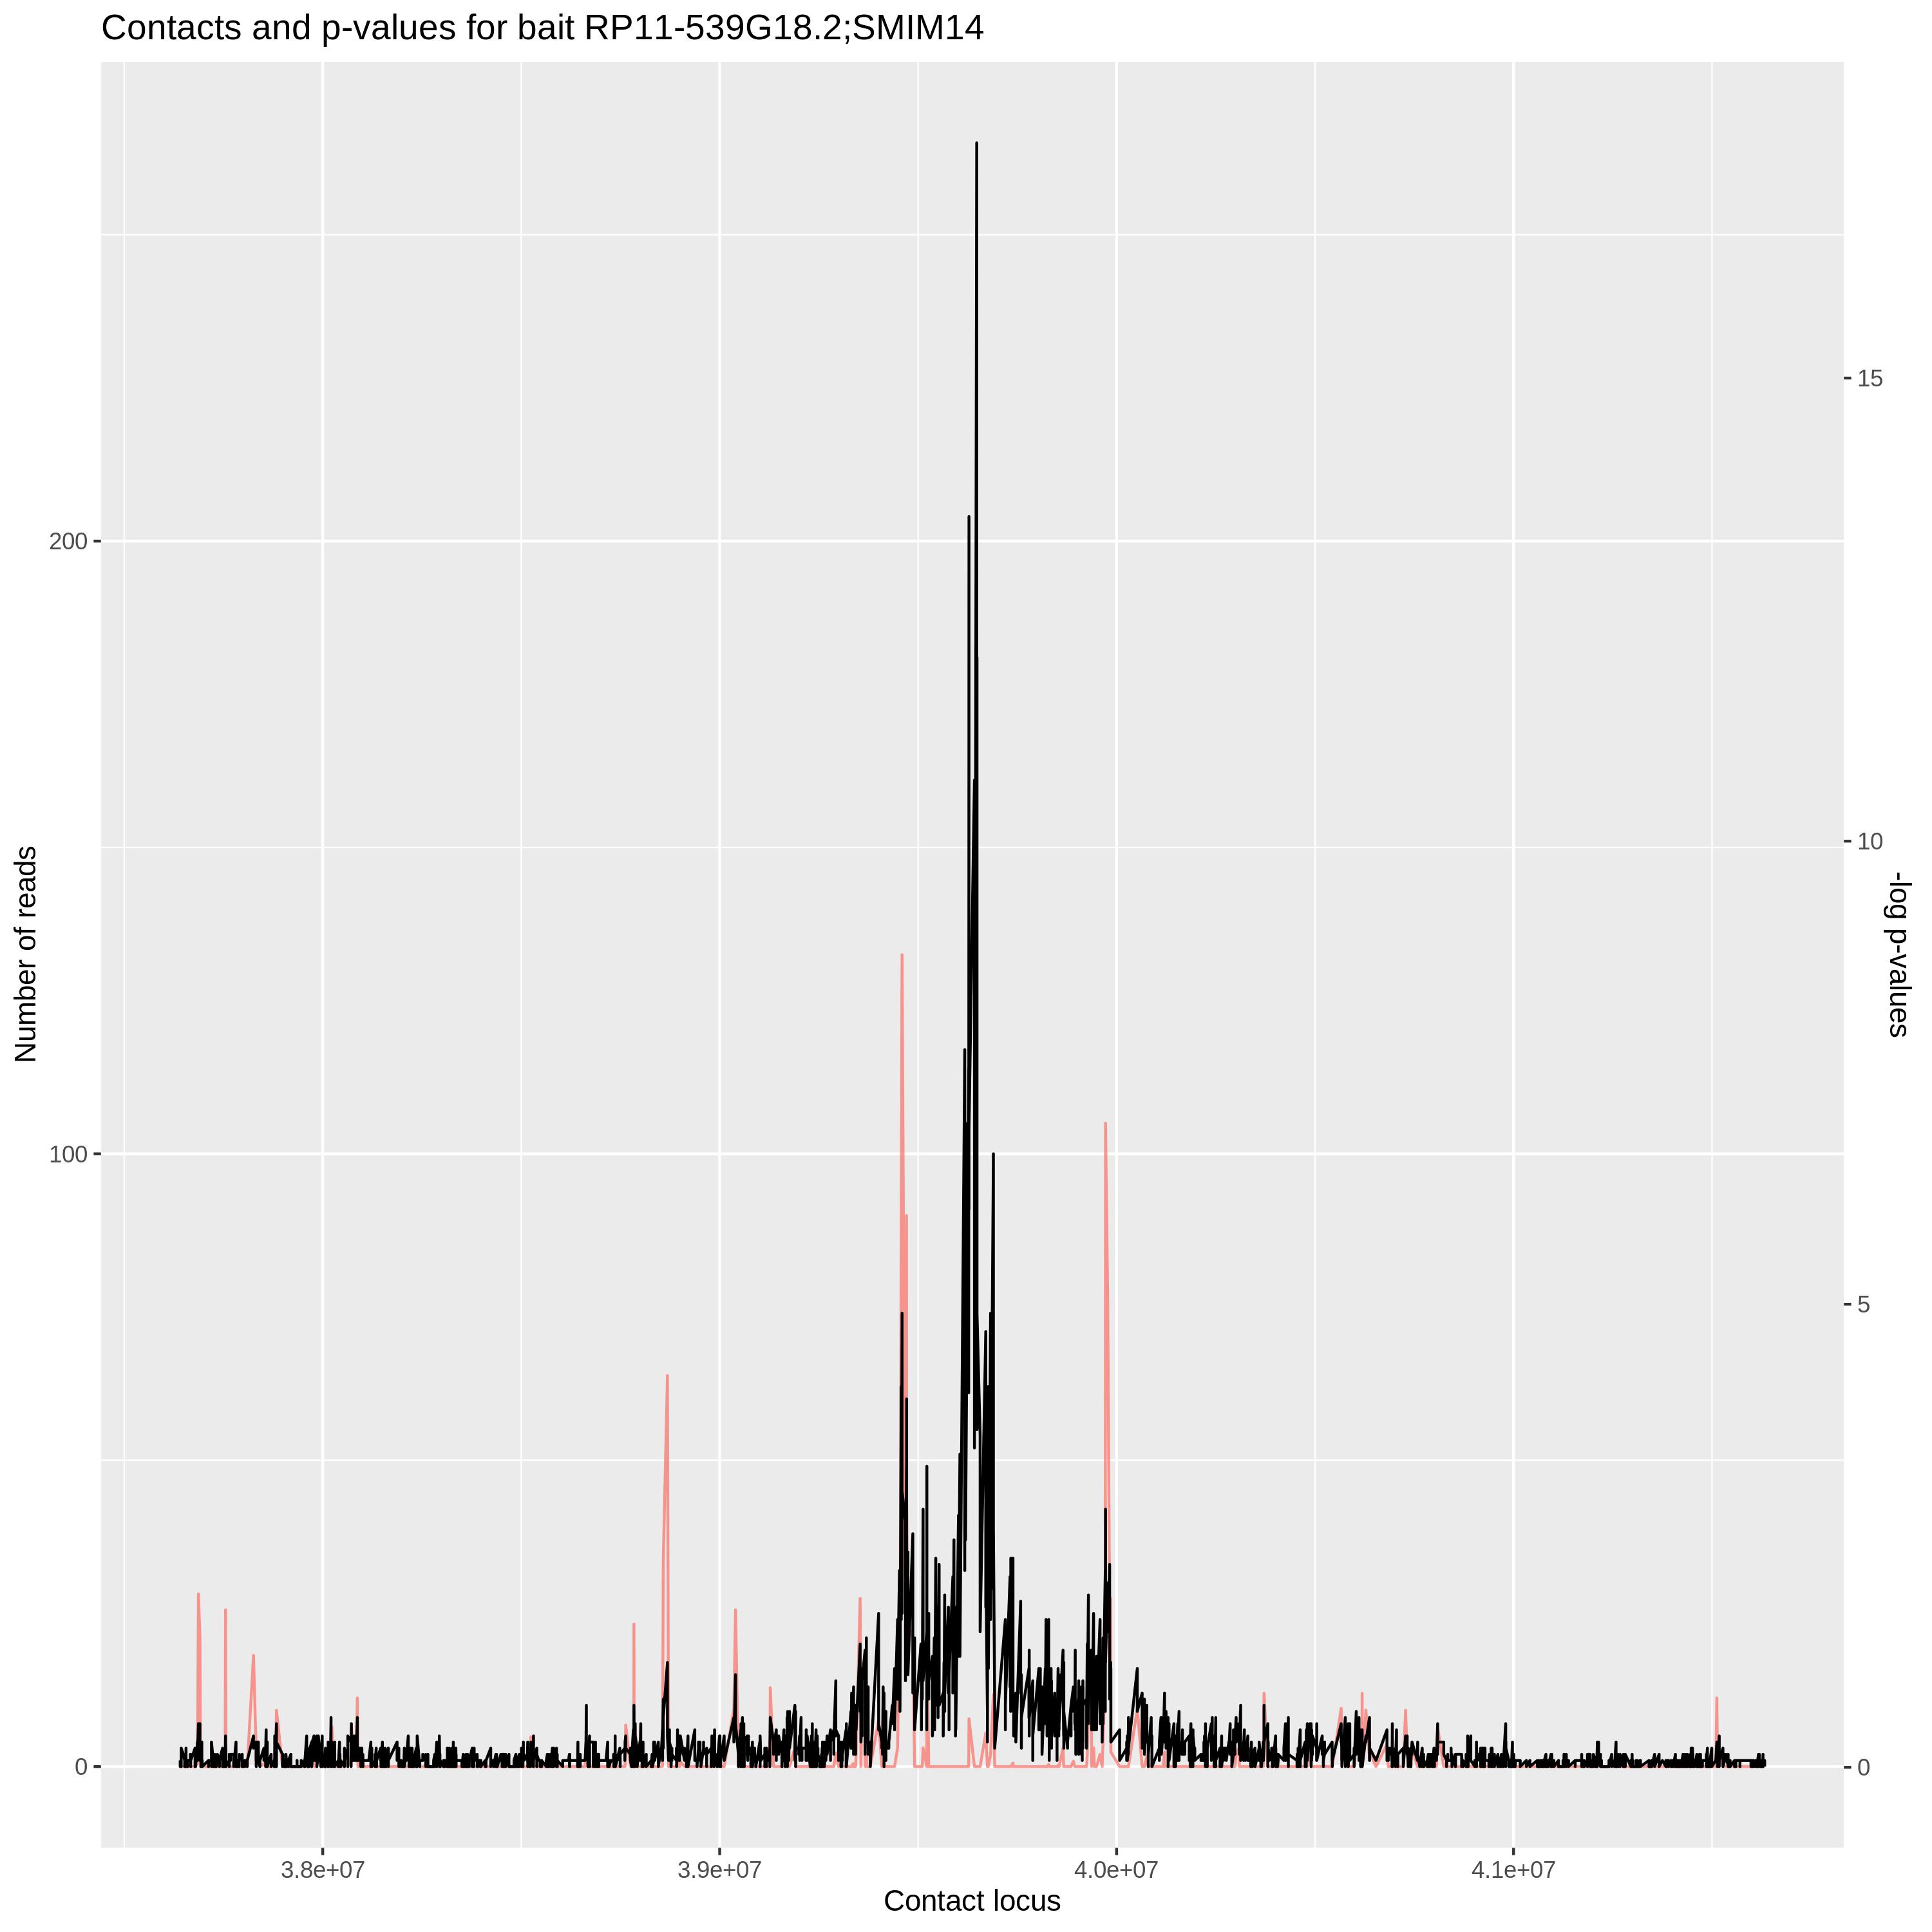 Contacts and p-values for bait RP11-539G18.2;SMIM14
Number of reads
200
100
0
15
10
5
0
-log p-values
3.8e+07
3.9e+07
4.0e+07
4.1e+07
Contact locus